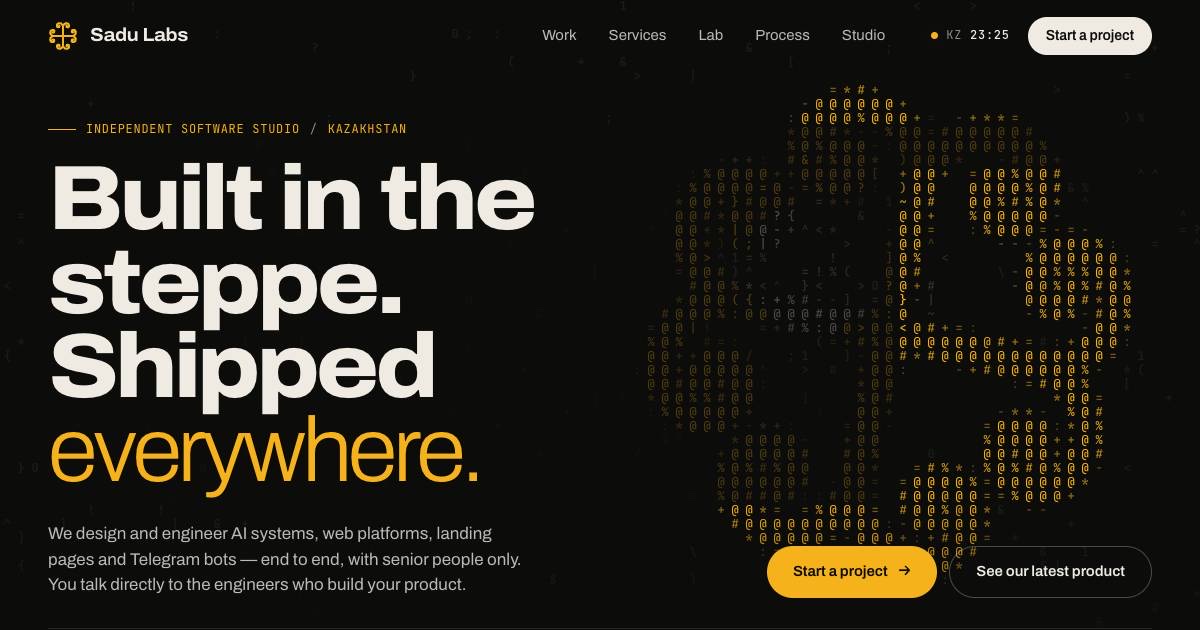 Sadu Labs
Work
Services
Lab
Process
Studio
KZ 23:25
Start a project
INDEPENDENT SOFTWARE STUDIO / KAZAKHSTAN
Built in the
steppe.
Shipped
everywhere.
We design and engineer AI systems, web platforms, landing
pages and Telegram bots — end to end, with senior people only.
You talk directly to the engineers who build your product.
Start a project →
See our latest product